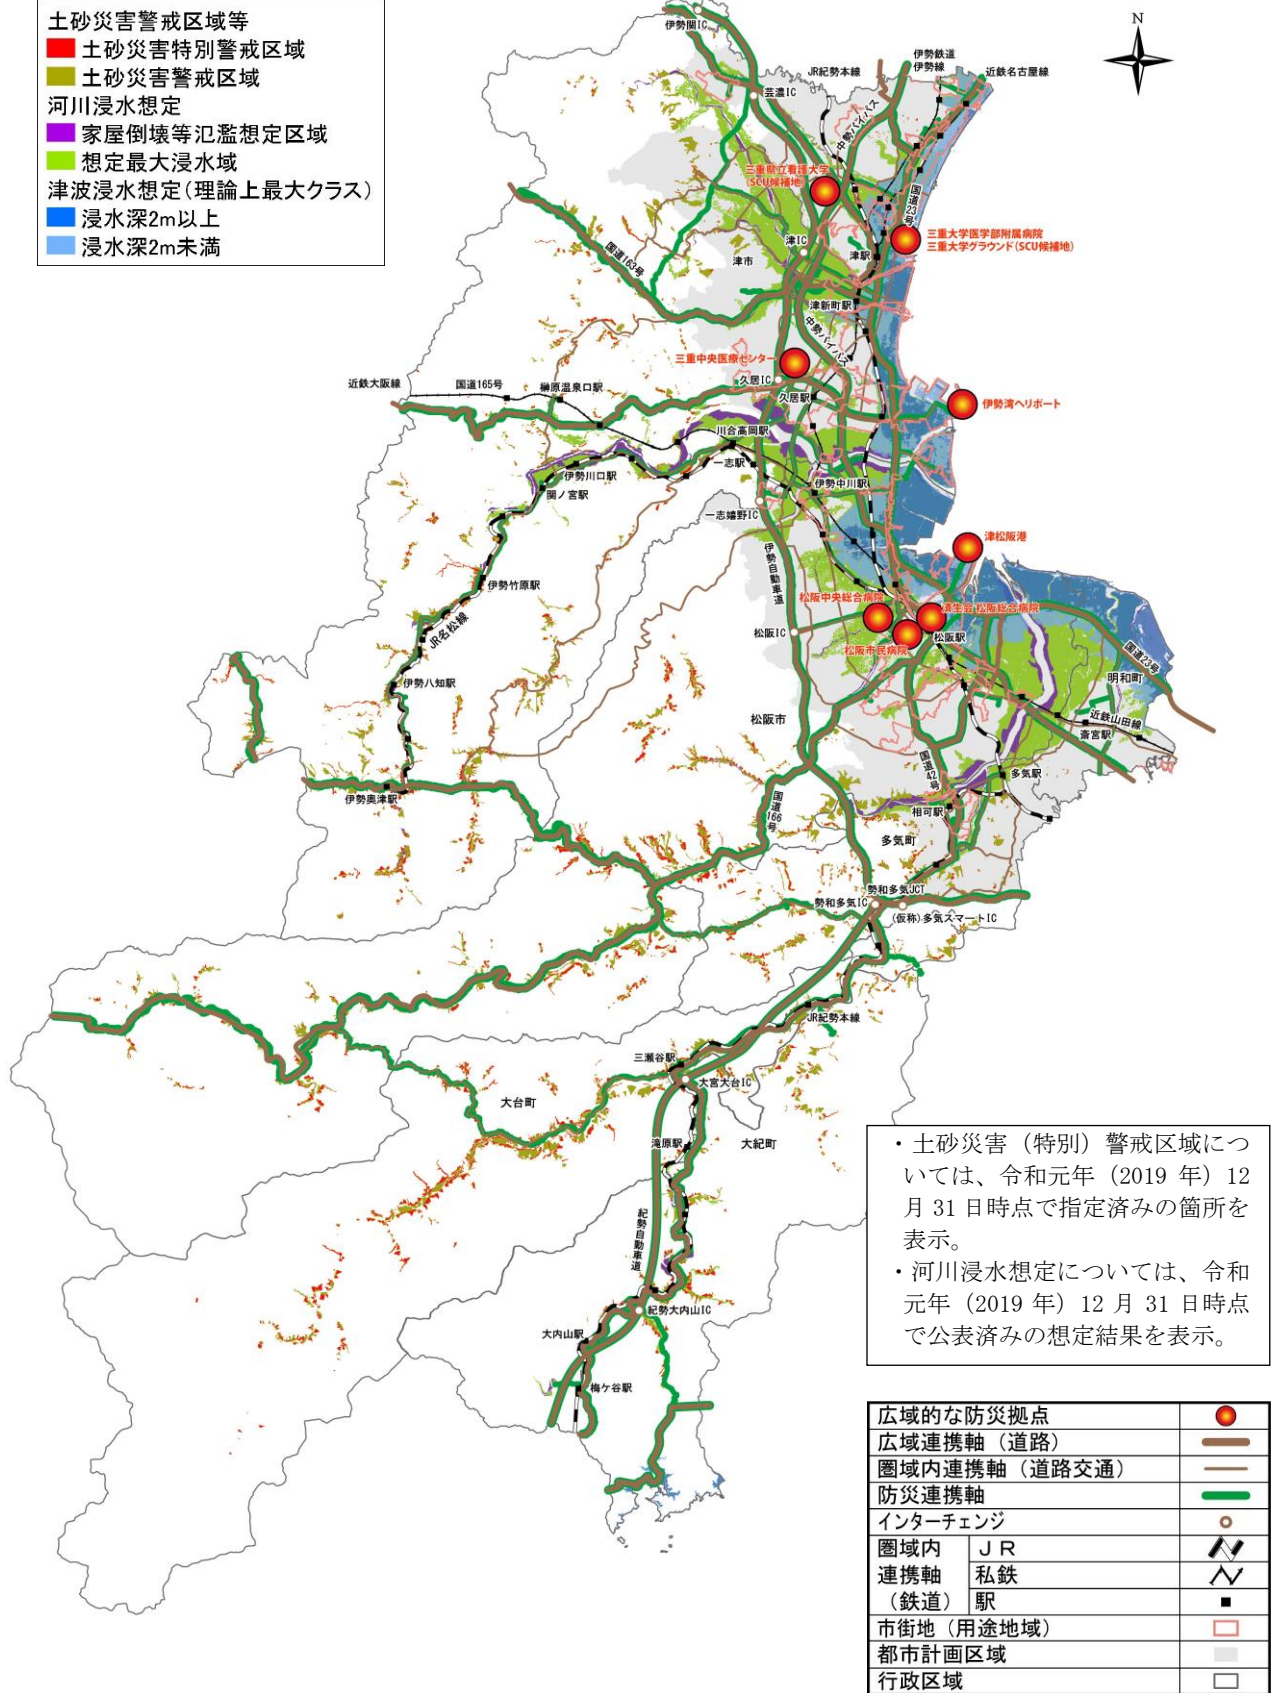 土砂災害警戒区域等
土砂災害特別警戒区域
土砂災害警戒区域
河川浸水想定
家屋倒壊等氾濫想定区域
想定最大浸水域
津波浸水想定(理論上最大クラス)
浸水深2m以上
浸水深2m未満
N
伊勢関IC
JR紀勢本線
伊勢鉄道
伊勢線
近鉄名古屋線
芸濃IC
中勢バイパス
三重県立看護大学
(SCU候補地)
国道23号
三重大学医学部附属病院
三重大学グラウンド(SCU候補地)
津IC
津駅
津市
国道163号
津新町駅
中勢バイパス
三重中央医療センター
近鉄大阪線
国道165号
榊原温泉口駅
久居IC
久居駅
伊勢湾ヘリポート
川合高岡駅
一志駅
伊勢川口駅
関ノ宮駅
伊勢中川駅
一志嬉野IC
津松阪港
伊勢自動車道
伊勢竹原駅
松阪中央総合病院
済生会 松阪総合病院
JR名松線
松阪IC
松阪市民病院
松阪駅
国道23号
明和町
伊勢八知駅
松阪市
近鉄山田線
斎宮駅
国道42号
多気駅
伊勢奥津駅
国道166号
相可駅
多気町
勢和多気JCT
勢和多気IC
(仮称)多気スマートIC
JR紀勢本線
三瀬谷駅
大宮大台IC
大台町
滝原駅
大紀町
紀勢自動車道
紀勢大内山IC
大内山駅
梅ケ谷駅
・土砂災害（特別）警戒区域につ
いては、令和元年（2019 年）12
月 31 日時点で指定済みの箇所を
表示。
・河川浸水想定については、令和
元年（2019 年）12 月 31 日時点
で公表済みの想定結果を表示。
広域的な防災拠点
広域連携軸（道路）
圏域内連携軸（道路交通）
防災連携軸
インターチェンジ
圏域内 ＪＲ
連携軸 私鉄
（鉄道） 駅
市街地（用途地域）
都市計画区域
行政区域